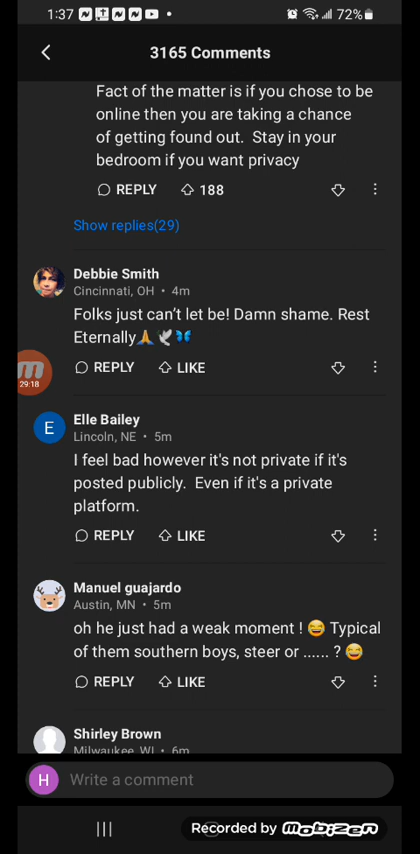 1:37
72%
3165 Comments
Fact of the matter is if you chose to be
online then you are taking a chance
of getting found out. Stay in your
bedroom if you want privacy
REPLY 188
Show replies(29)
Debbie Smith
Cincinnati, OH • 4m
Folks just can't let be! Damn shame. Rest
Eternally🙏🕊️🦋
REPLY LIKE
29:18
E
Elle Bailey
Lincoln, NE • 5m
I feel bad however it's not private if it's
posted publicly. Even if it's a private
platform.
REPLY LIKE
Manuel guajardo
Austin, MN • 5m
oh he just had a weak moment ! 😂 Typical
of them southern boys, steer or ...... ? 😂
REPLY LIKE
Shirley Brown
Milwaukee, WI • 6m
H Write a comment
Recorded by mobizen